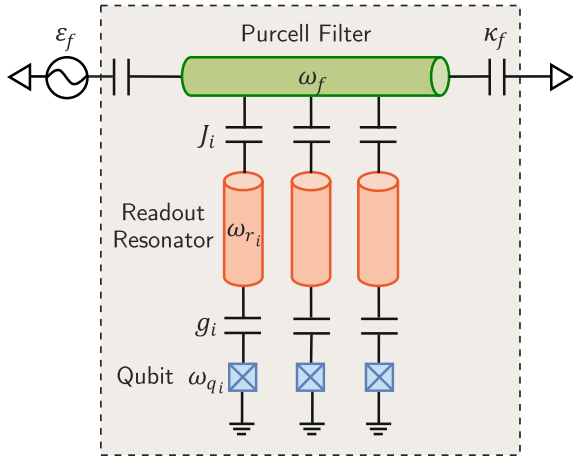 Purcell Filter
ε_f
κ_f
ω_f
J_i
Readout
Resonator
ω_{r_i}
g_i
Qubit ω_{q_i}